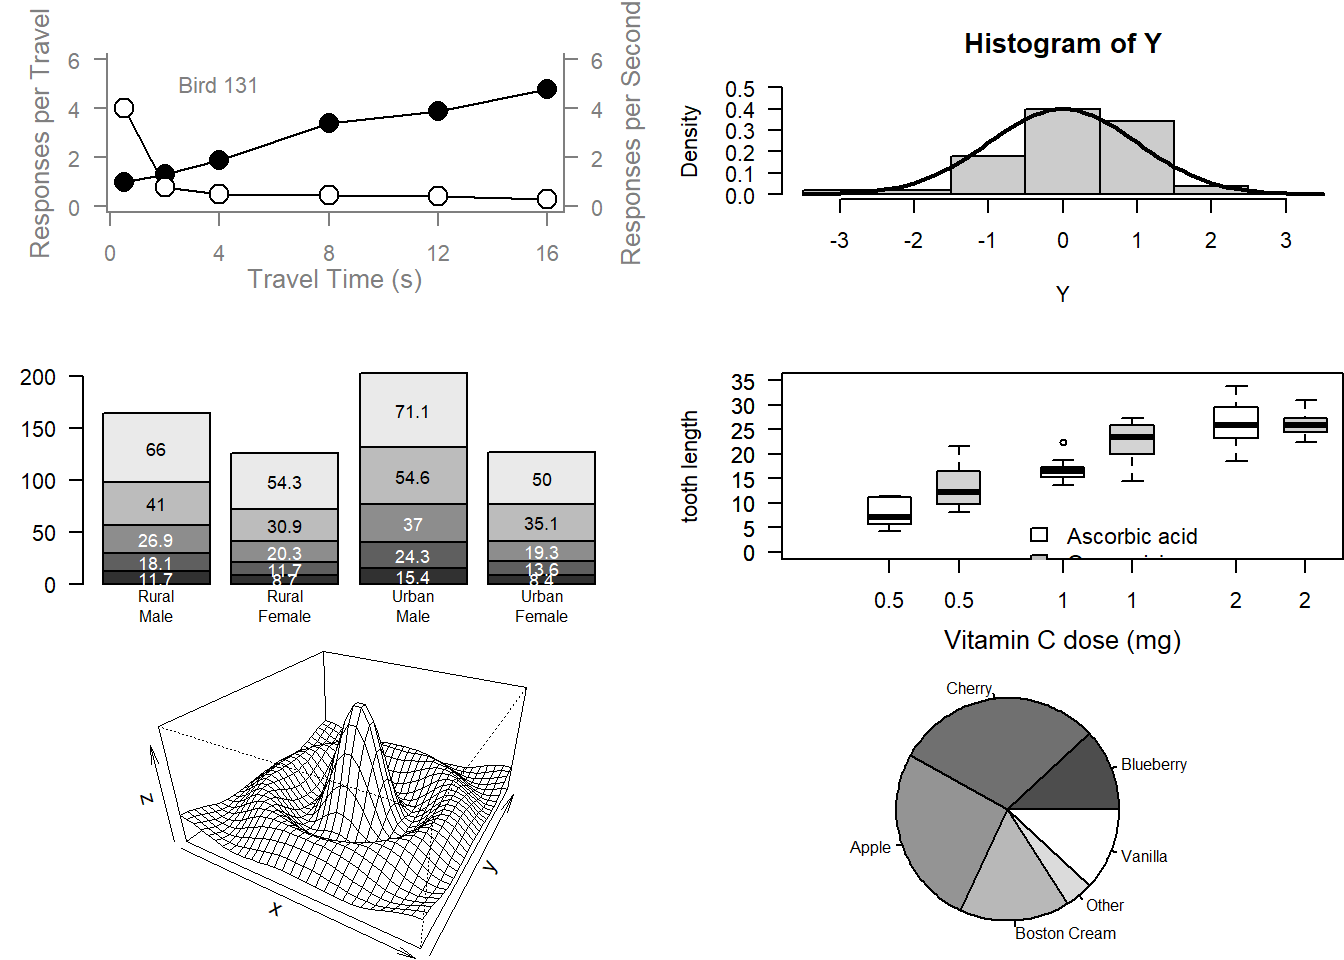 Responses per Travel
Responses per Second
6
4
2
0
Bird 131
6
4
2
0
0 4 8 12 16
Travel Time (s)
Histogram of Y
Density
0.5
0.4
0.3
0.2
0.1
0.0
-3 -2 -1 0 1 2 3
Y
200
150
100
50
0
66
41
26.9
18.1
11.7
54.3
30.9
20.3
11.7
8.7
71.1
54.6
37
24.3
15.4
50
35.1
19.3
13.6
8.4
Rural
Male
Rural
Female
Urban
Male
Urban
Female
tooth length
35
30
25
20
15
10
5
0
Ascorbic acid
0.5 0.5 1 1 2 2
Vitamin C dose (mg)
z
x
y
Cherry
Blueberry
Apple
Vanilla
Other
Boston Cream